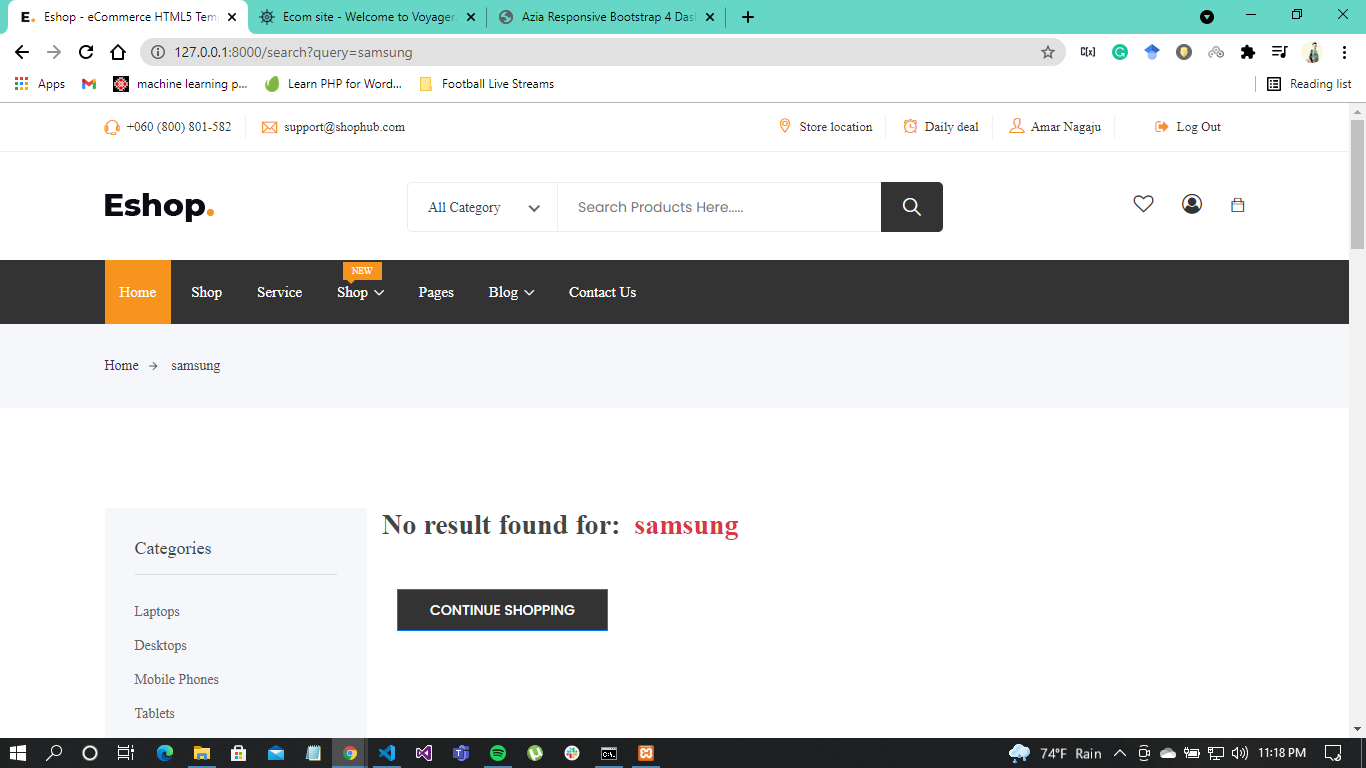 Eshop - eCommerce HTML5 Tem
Ecom site - Welcome to Voyager.
Azia Responsive Bootstrap 4 Das
127.0.0.1:8000/search?query=samsung
Apps
machine learning p...
Learn PHP for Word...
Football Live Streams
Reading list
+060 (800) 801-582
support@shophub.com
Store location
Daily deal
Amar Nagaju
Log Out
Eshop.
All Category
Search Products Here.....
NEW
Home
Shop
Service
Shop
Pages
Blog
Contact Us
Home
samsung
No result found for: samsung
Categories
CONTINUE SHOPPING
Laptops
Desktops
Mobile Phones
Tablets
74°F Rain
11:18 PM